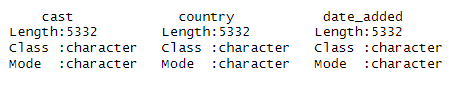 cast country date_added
Length:5332 Length:5332 Length:5332
Class :character Class :character Class :character
Mode :character Mode :character Mode :character